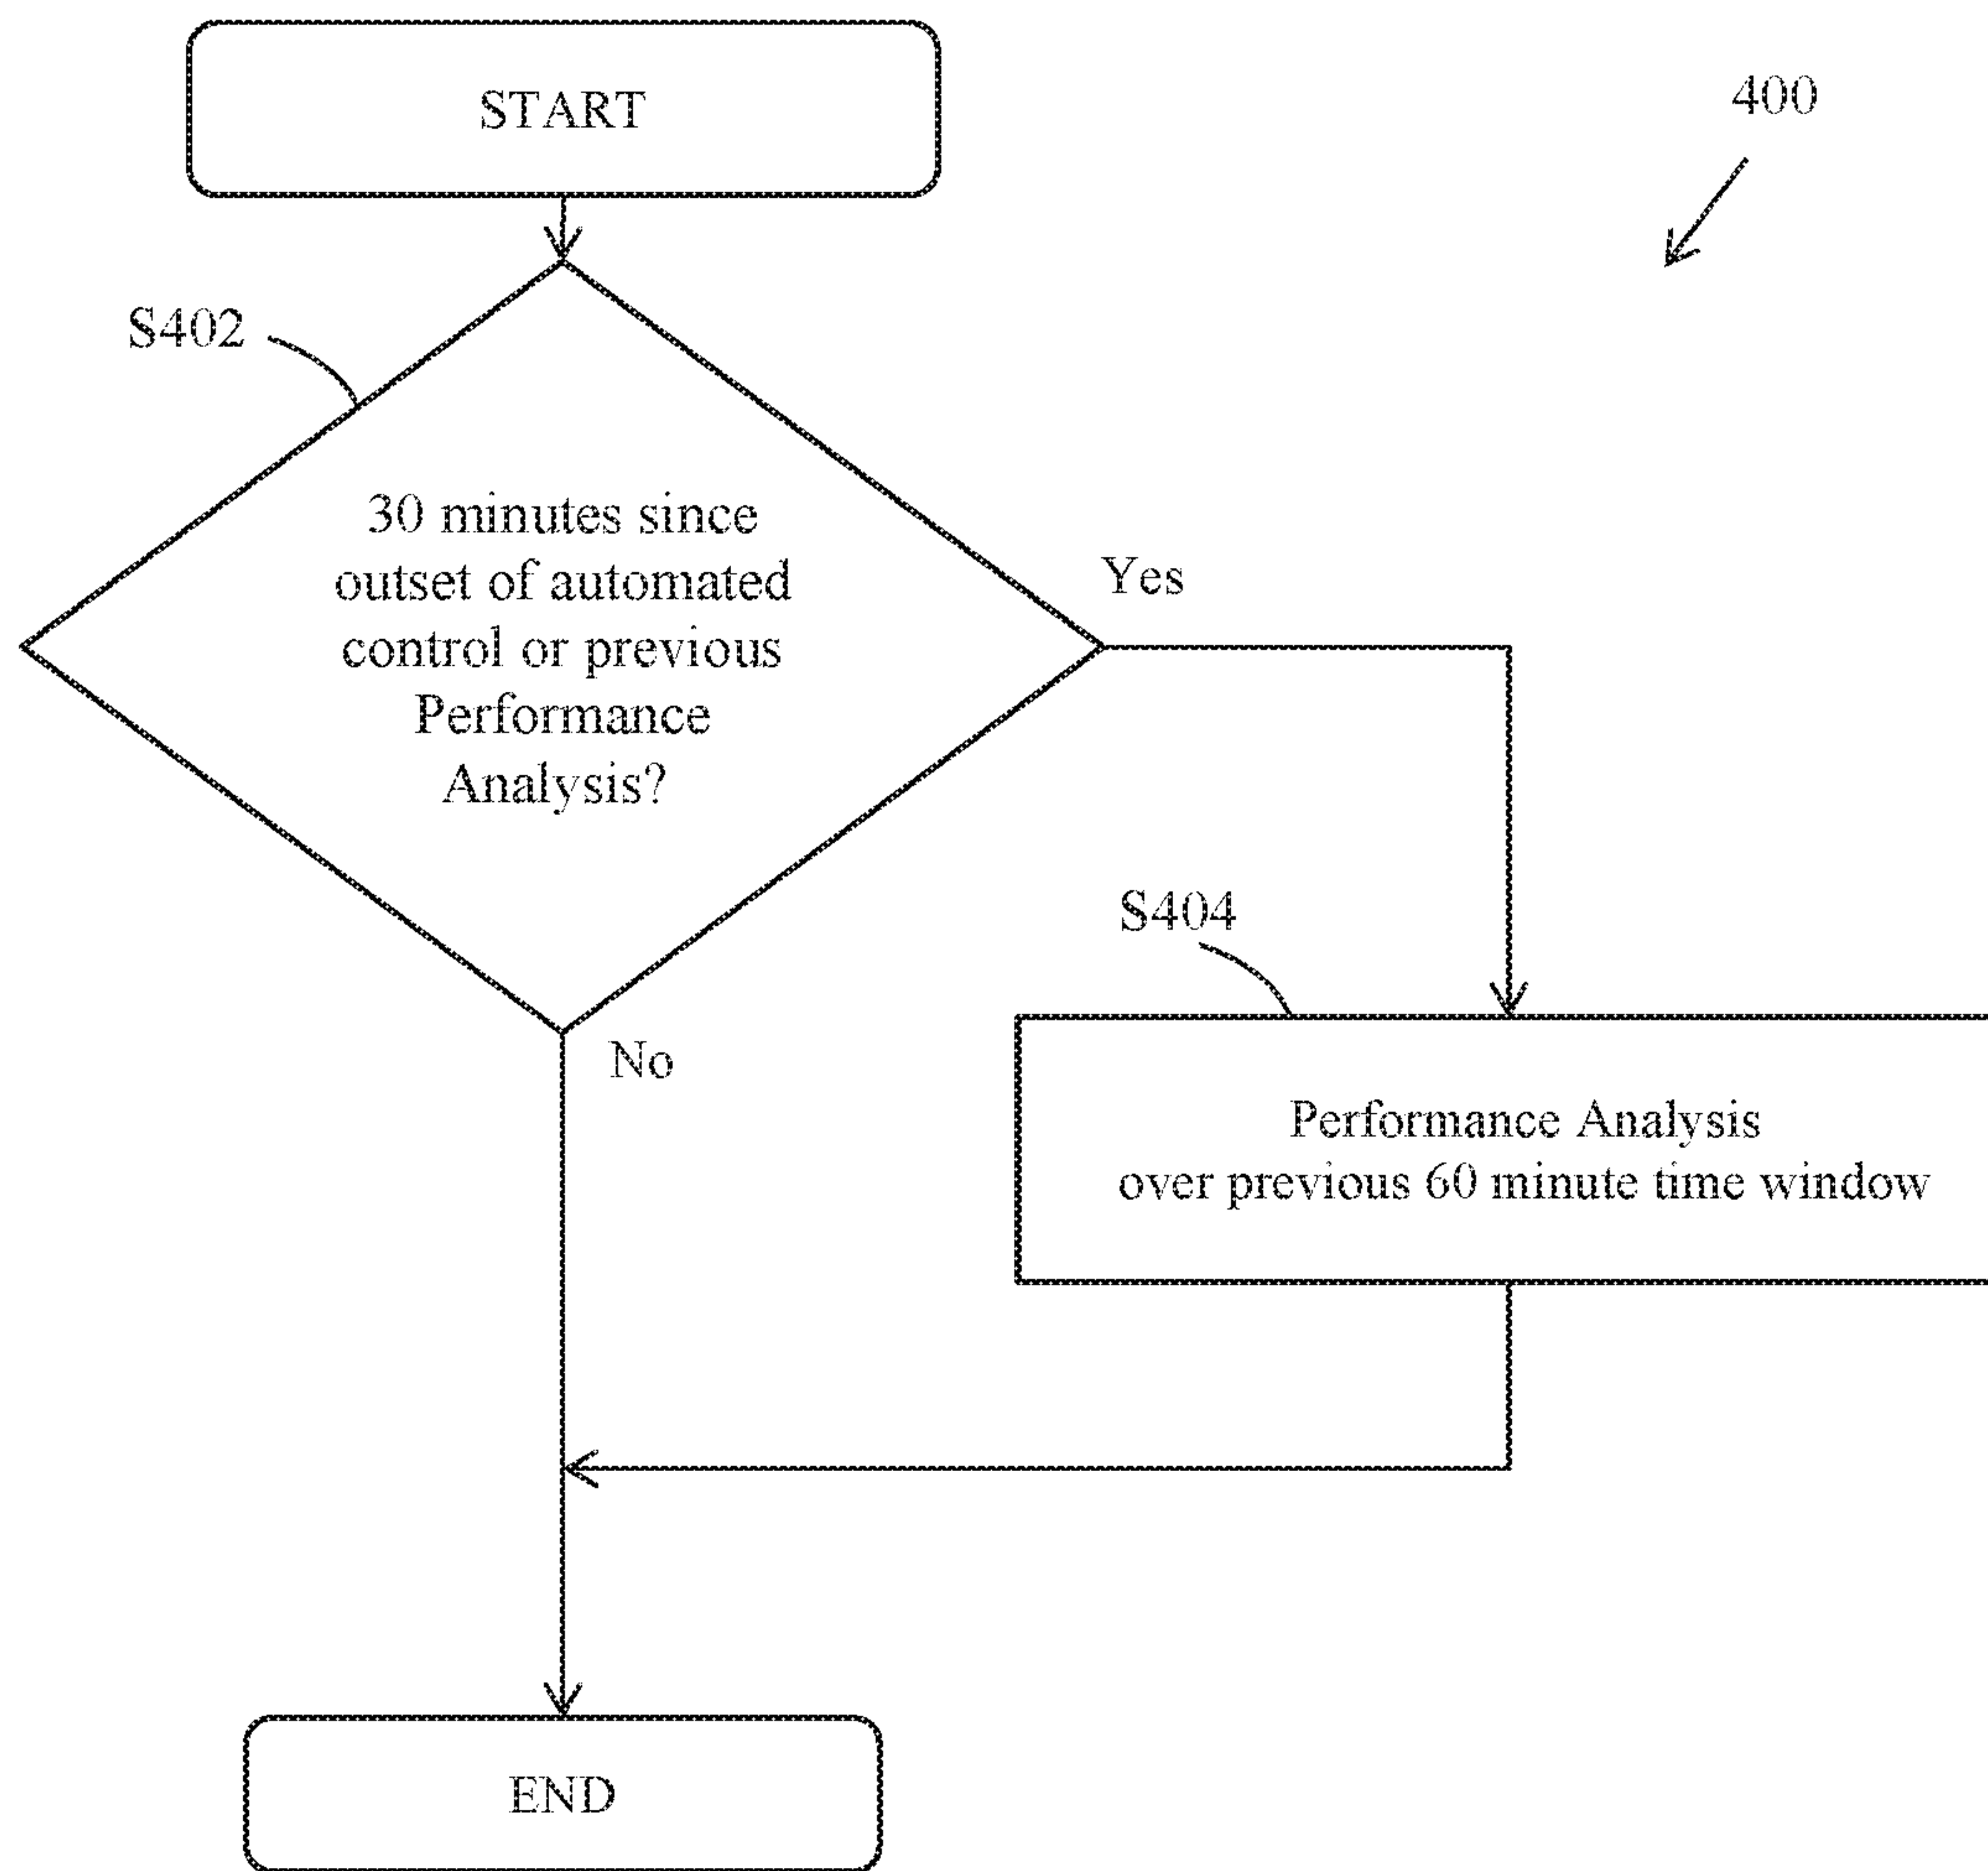 START
400
S402
30 minutes since
outset of automated
control or previous
Performance
Analysis?
Yes
S404
No
Performance Analysis
over previous 60 minute time window
END